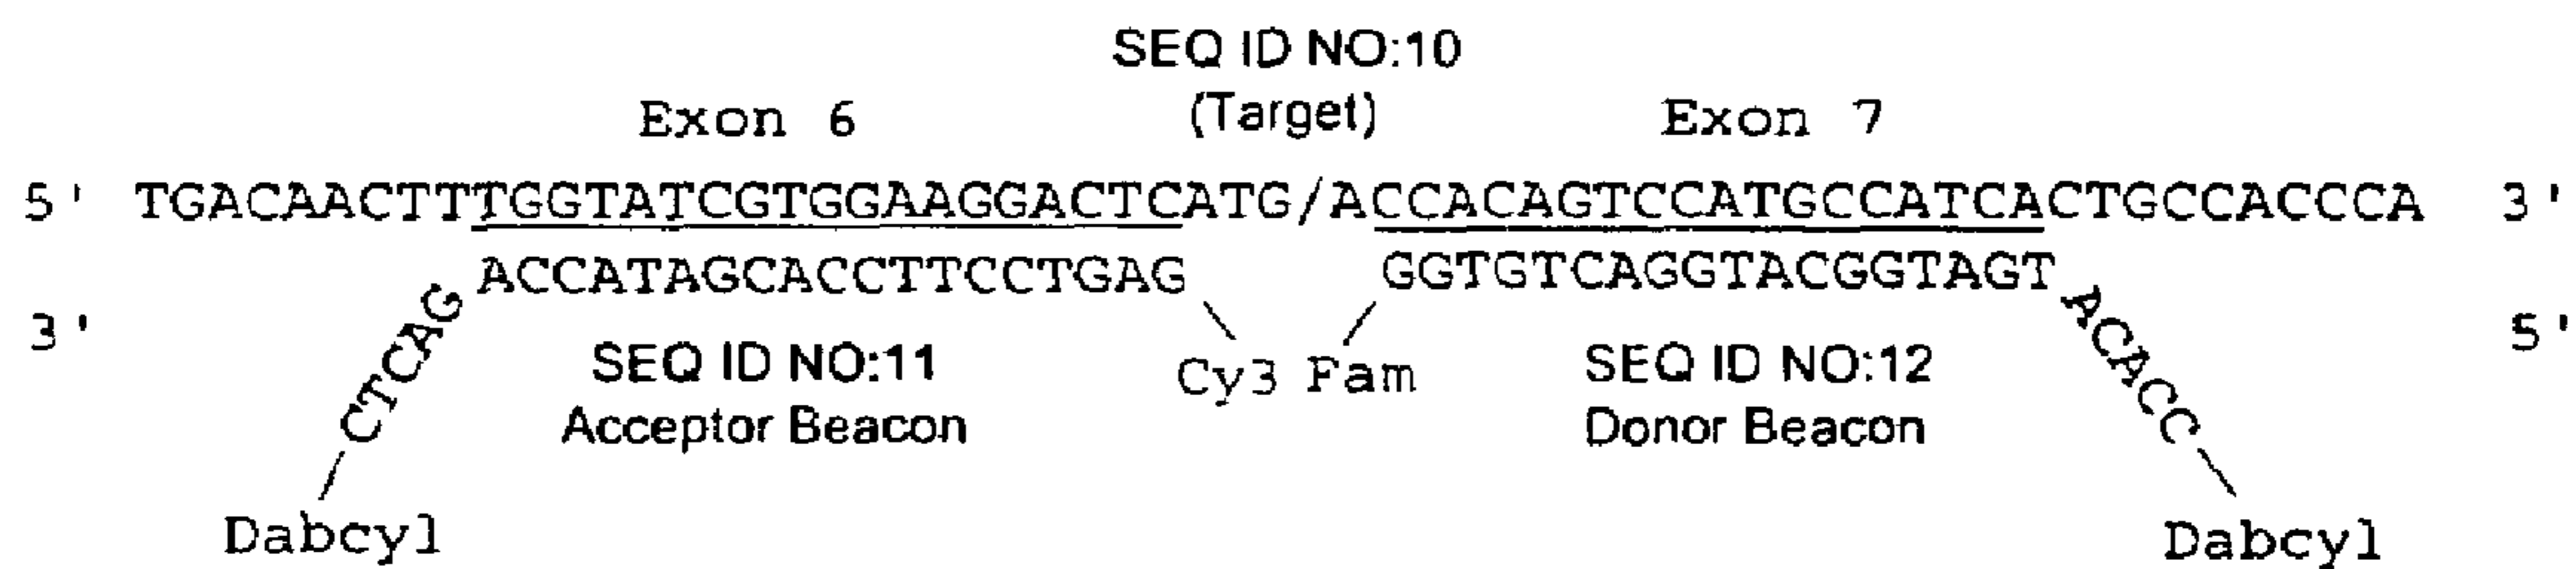 SEQ ID NO:10
Exon 6 (Target) Exon 7
5' TGACAACTTTTGGTATCGTGGAAGGACTCATG/ACCACAGTCCATGCCATCACTGCCACCCA 3'
ACCATAGCACCTTCCTGAG GGTGTCAGGTACGGTAGT
3' CTCAG ACACC 5'
SEQ ID NO:11 Cy3 Fam SEQ ID NO:12
Acceptor Beacon Donor Beacon
Dabcyl Dabcyl